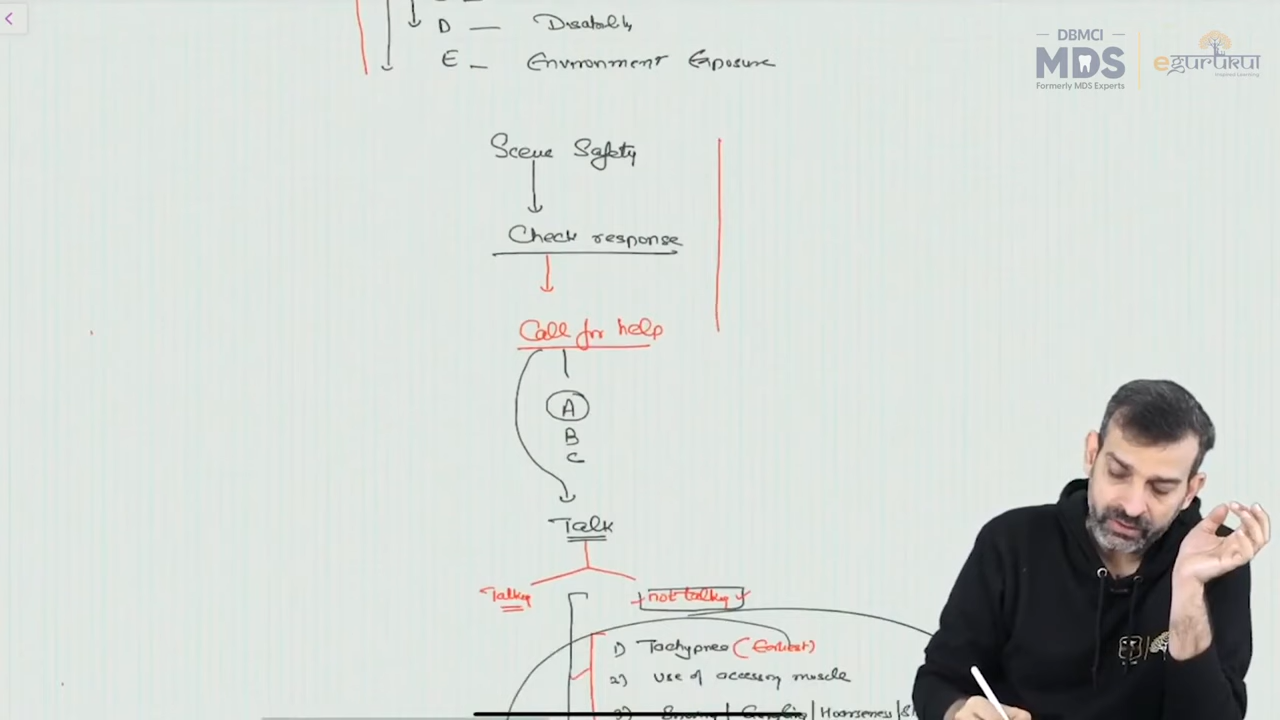 D — Disability
E — Environment Exposure
DBMCI
MDS
Formerly MDS Experts
egurukul
Scene Safety
Check response
Call for help
A
B
C
Talk
Talking
not talking
1) Tachypnea (Earliest)
2) use of accessory muscle
3) | Hoarseness |